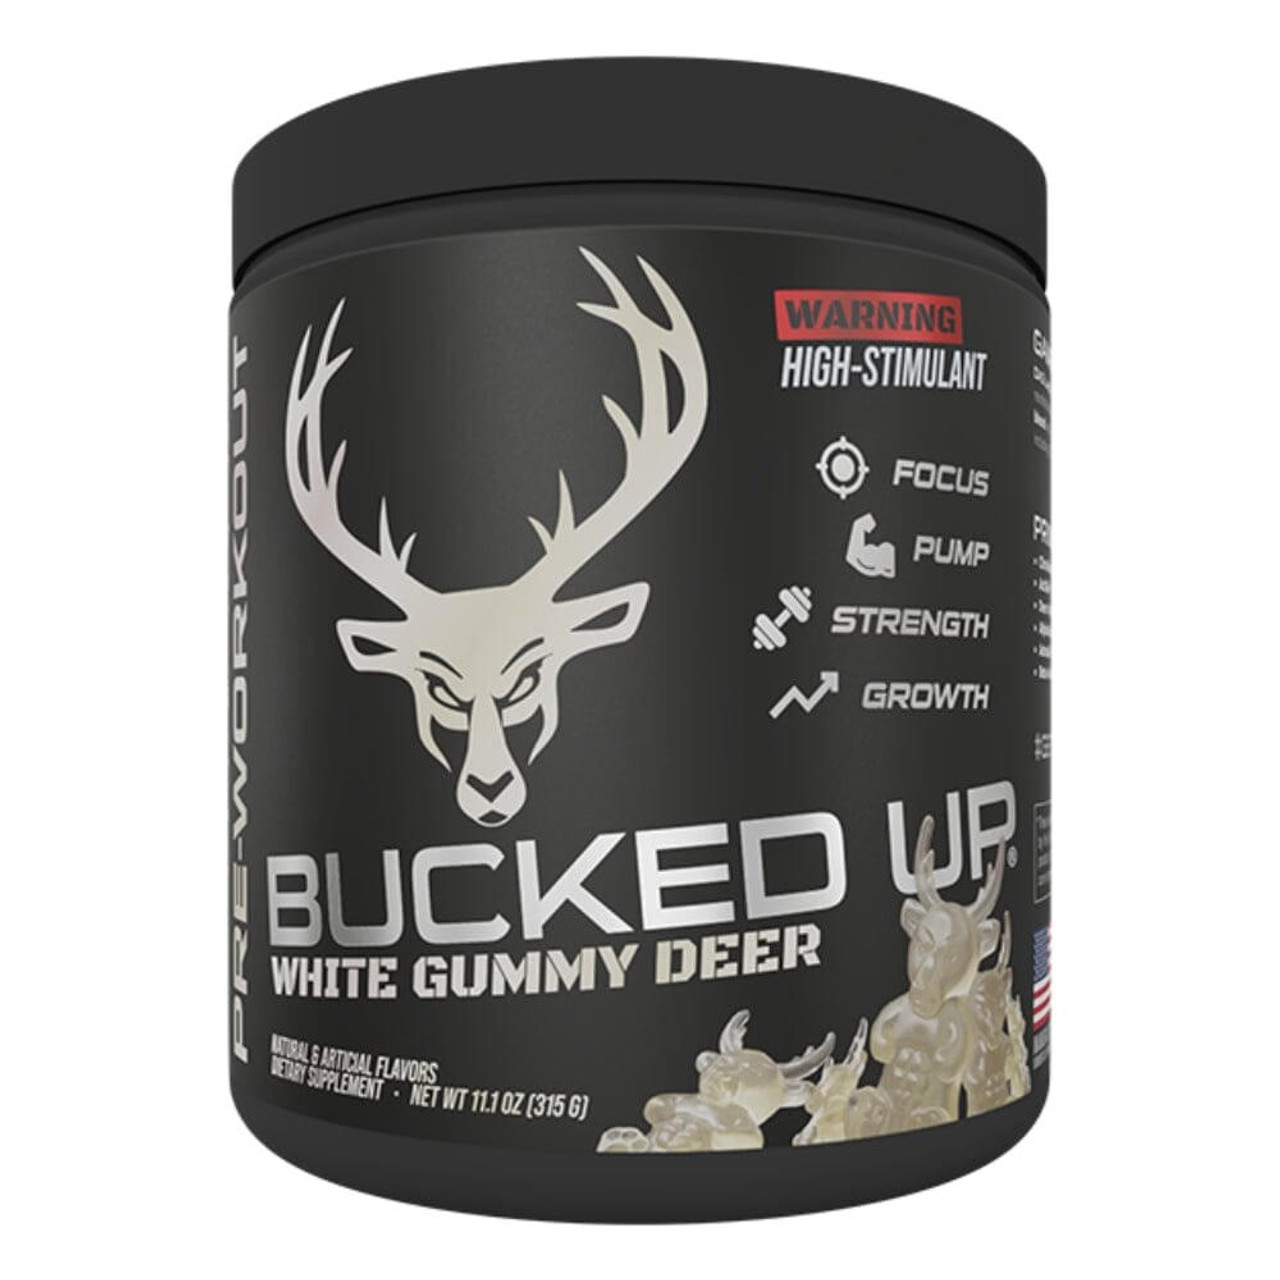 PRE-WORKOUT
WARNING
HIGH-STIMULANT
FOCUS
PUMP
STRENGTH
GROWTH
BUCKED UP®
WHITE GUMMY DEER
NATURAL & ARTICIAL FLAVORS
DIETARY SUPPLEMENT • NET WT 11.1 OZ (315 G)